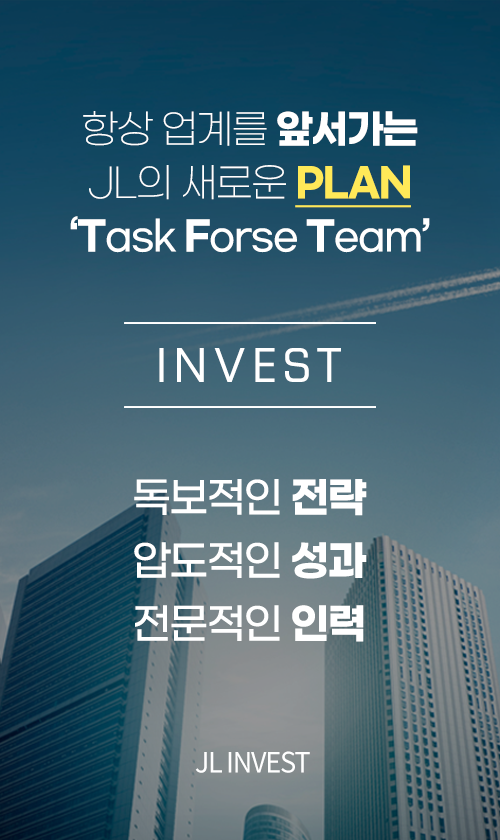 항상 업계를 앞서가는
JL의 새로운 PLAN
‘Task Forse Team’
INVEST
독보적인 전략
압도적인 성과
전문적인 인력
JL INVEST